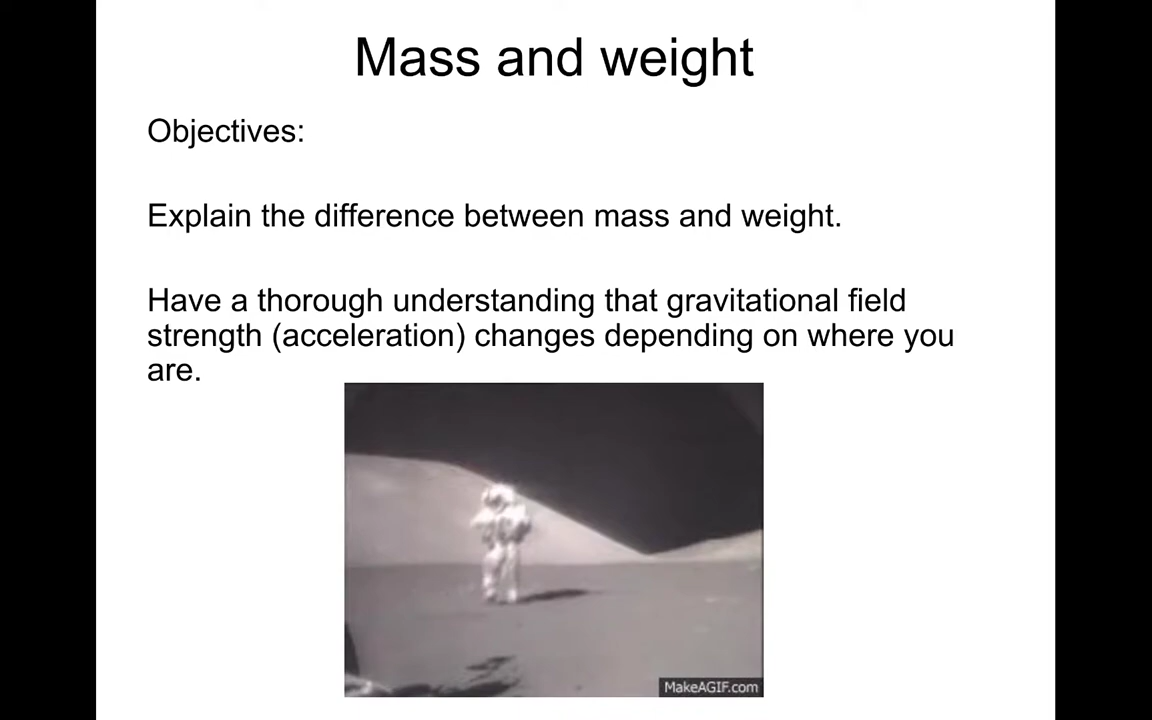 Mass and weight
Objectives:
Explain the difference between mass and weight.
Have a thorough understanding that gravitational field
strength (acceleration) changes depending on where you
are.
MakeAGIF.com